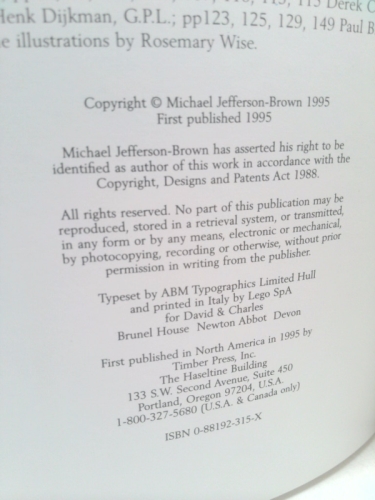 115 Derek
Henk Dijkman, G.P.L.; pp123, 125, 129, 149 Paul
illustrations by Rosemary Wise.
Copyright © Michael Jefferson-Brown 1995
First published 1995
Michael Jefferson-Brown has asserted his right to be
identified as author of this work in accordance with the
Copyright, Designs and Patents Act 1988.
All rights reserved. No part of this publication may be
reproduced, stored in a retrieval system, or transmitted,
in any form or by any means, electronic or mechanical,
by photocopying, recording or otherwise, without prior
permission in writing from the publisher.
Typeset by ABM Typographics Limited Hull
and printed in Italy by Lego SpA
for David & Charles
Brunel House Newton Abbot Devon
First published in North America in 1995 by
Timber Press, Inc.
The Haseltine Building
133 S.W. Second Avenue, Suite 450
Portland, Oregon 97204, U.S.A.
1-800-327-5680 (U.S.A. & Canada only)
ISBN 0-88192-315-X